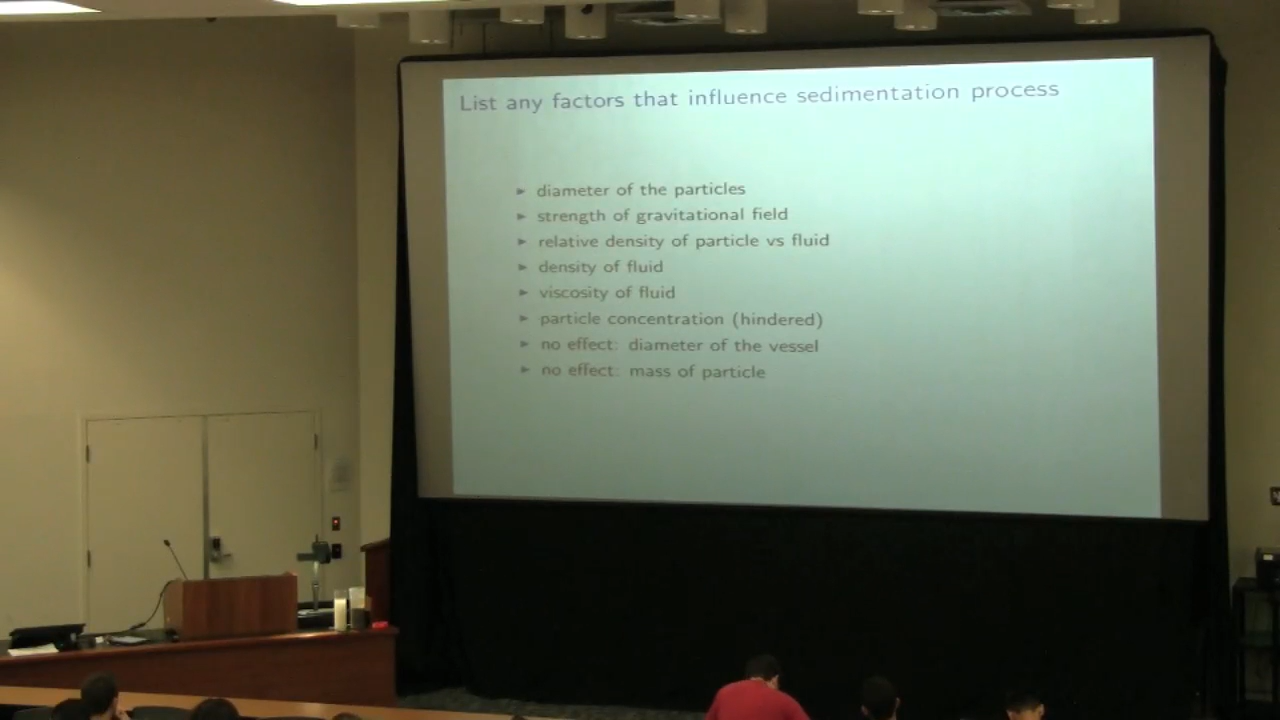 List any factors that influence sedimentation process
► diameter of the particles
► strength of gravitational field
► relative density of particle vs fluid
► density of fluid
► viscosity of fluid
► particle concentration (hindered)
► no effect: diameter of the vessel
► no effect: mass of particle